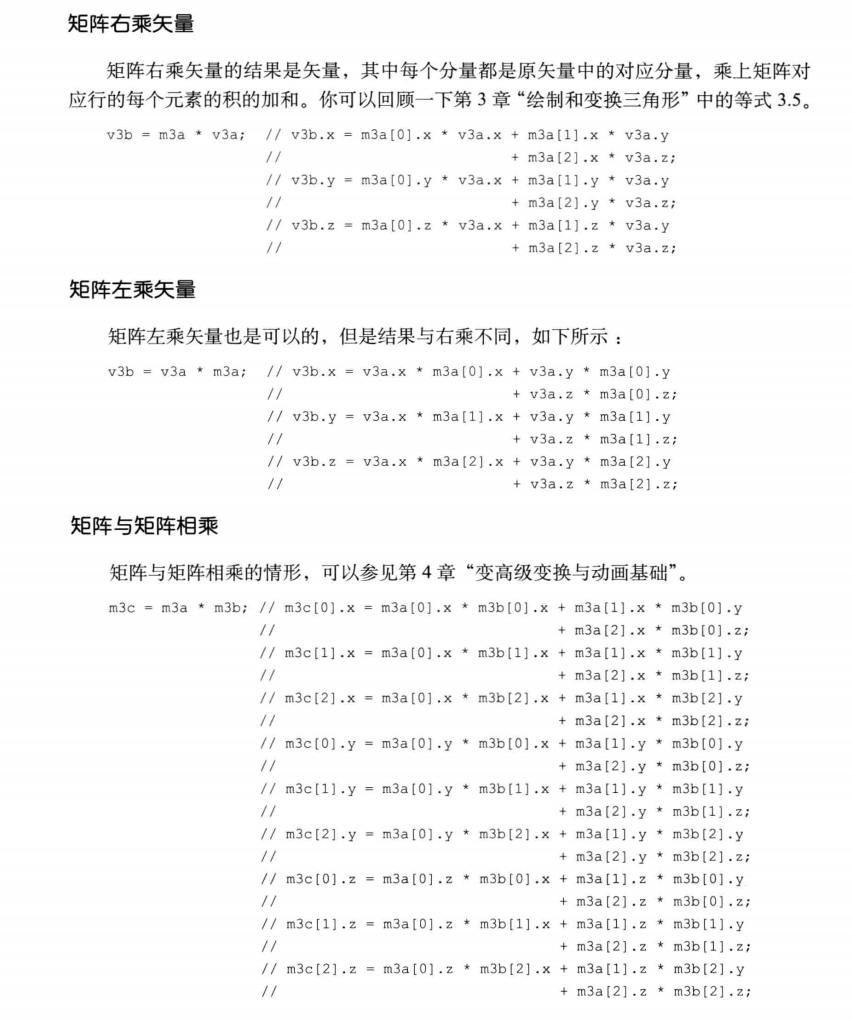 矩阵右乘矢量
矩阵右乘矢量的结果是矢量，其中每个分量都是原矢量中的对应分量，乘上矩阵对
应行的每个元素的积的加和。你可以回顾一下第 3 章“绘制和变换三角形”中的等式 3.5。
v3b = m3a * v3a; // v3b.x = m3a[0].x * v3a.x + m3a[1].x * v3a.y
// + m3a[2].x * v3a.z;
// v3b.y = m3a[0].y * v3a.x + m3a[1].y * v3a.y
// + m3a[2].y * v3a.z;
// v3b.z = m3a[0].z * v3a.x + m3a[1].z * v3a.y
// + m3a[2].z * v3a.z;
矩阵左乘矢量
矩阵左乘矢量也是可以的，但是结果与右乘不同，如下所示：
v3b = v3a * m3a; // v3b.x = v3a.x * m3a[0].x + v3a.y * m3a[0].y
// + v3a.z * m3a[0].z;
// v3b.y = v3a.x * m3a[1].x + v3a.y * m3a[1].y
// + v3a.z * m3a[1].z;
// v3b.z = v3a.x * m3a[2].x + v3a.y * m3a[2].y
// + v3a.z * m3a[2].z;
矩阵与矩阵相乘
矩阵与矩阵相乘的情形，可以参见第 4 章“变高级变换与动画基础”。
m3c = m3a * m3b; // m3c[0].x = m3a[0].x * m3b[0].x + m3a[1].x * m3b[0].y
// + m3a[2].x * m3b[0].z;
// m3c[1].x = m3a[0].x * m3b[1].x + m3a[1].x * m3b[1].y
// + m3a[2].x * m3b[1].z;
// m3c[2].x = m3a[0].x * m3b[2].x + m3a[1].x * m3b[2].y
// + m3a[2].x * m3b[2].z;
// m3c[0].y = m3a[0].y * m3b[0].x + m3a[1].y * m3b[0].y
// + m3a[2].y * m3b[0].z;
// m3c[1].y = m3a[0].y * m3b[1].x + m3a[1].y * m3b[1].y
// + m3a[2].y * m3b[1].z;
// m3c[2].y = m3a[0].y * m3b[2].x + m3a[1].y * m3b[2].y
// + m3a[2].y * m3b[2].z;
// m3c[0].z = m3a[0].z * m3b[0].x + m3a[1].z * m3b[0].y
// + m3a[2].z * m3b[0].z;
// m3c[1].z = m3a[0].z * m3b[1].x + m3a[1].z * m3b[1].y
// + m3a[2].z * m3b[1].z;
// m3c[2].z = m3a[0].z * m3b[2].x + m3a[1].z * m3b[2].y
// + m3a[2].z * m3b[2].z;